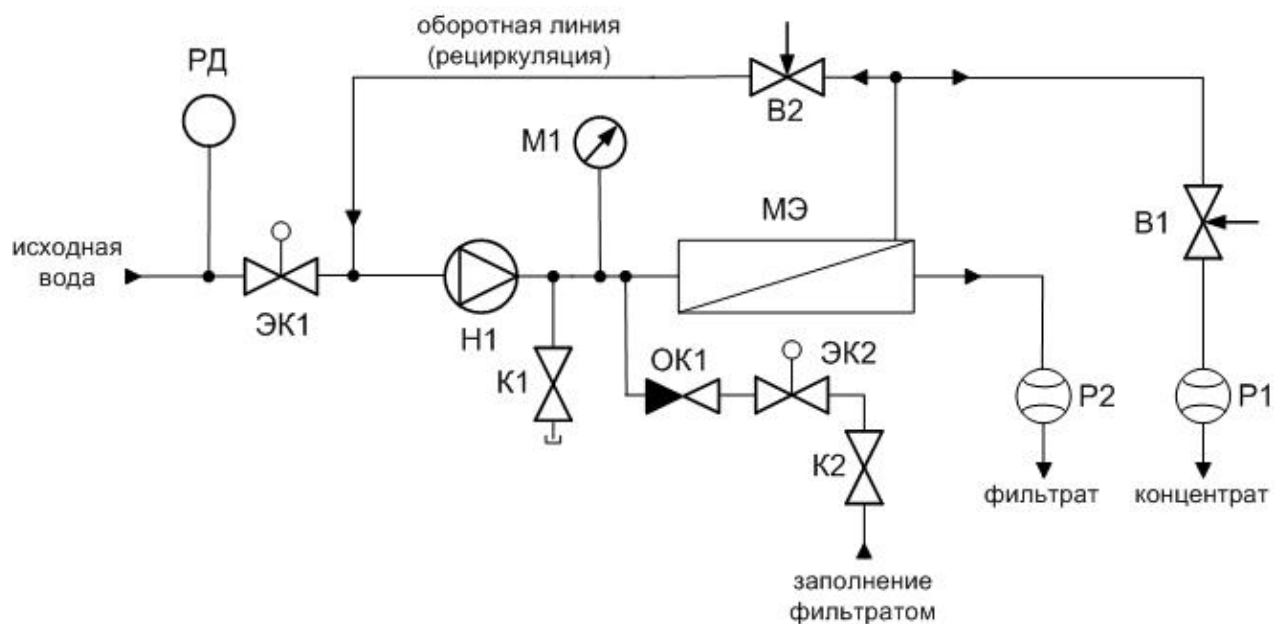 оборотная линия
(рециркуляция)
РД
В2
М1
МЭ
В1
исходная
вода
ЭК1
Н1
К1
ОК1
ЭК2
Р2
Р1
К2
фильтрат
концентрат
заполнение
фильтратом